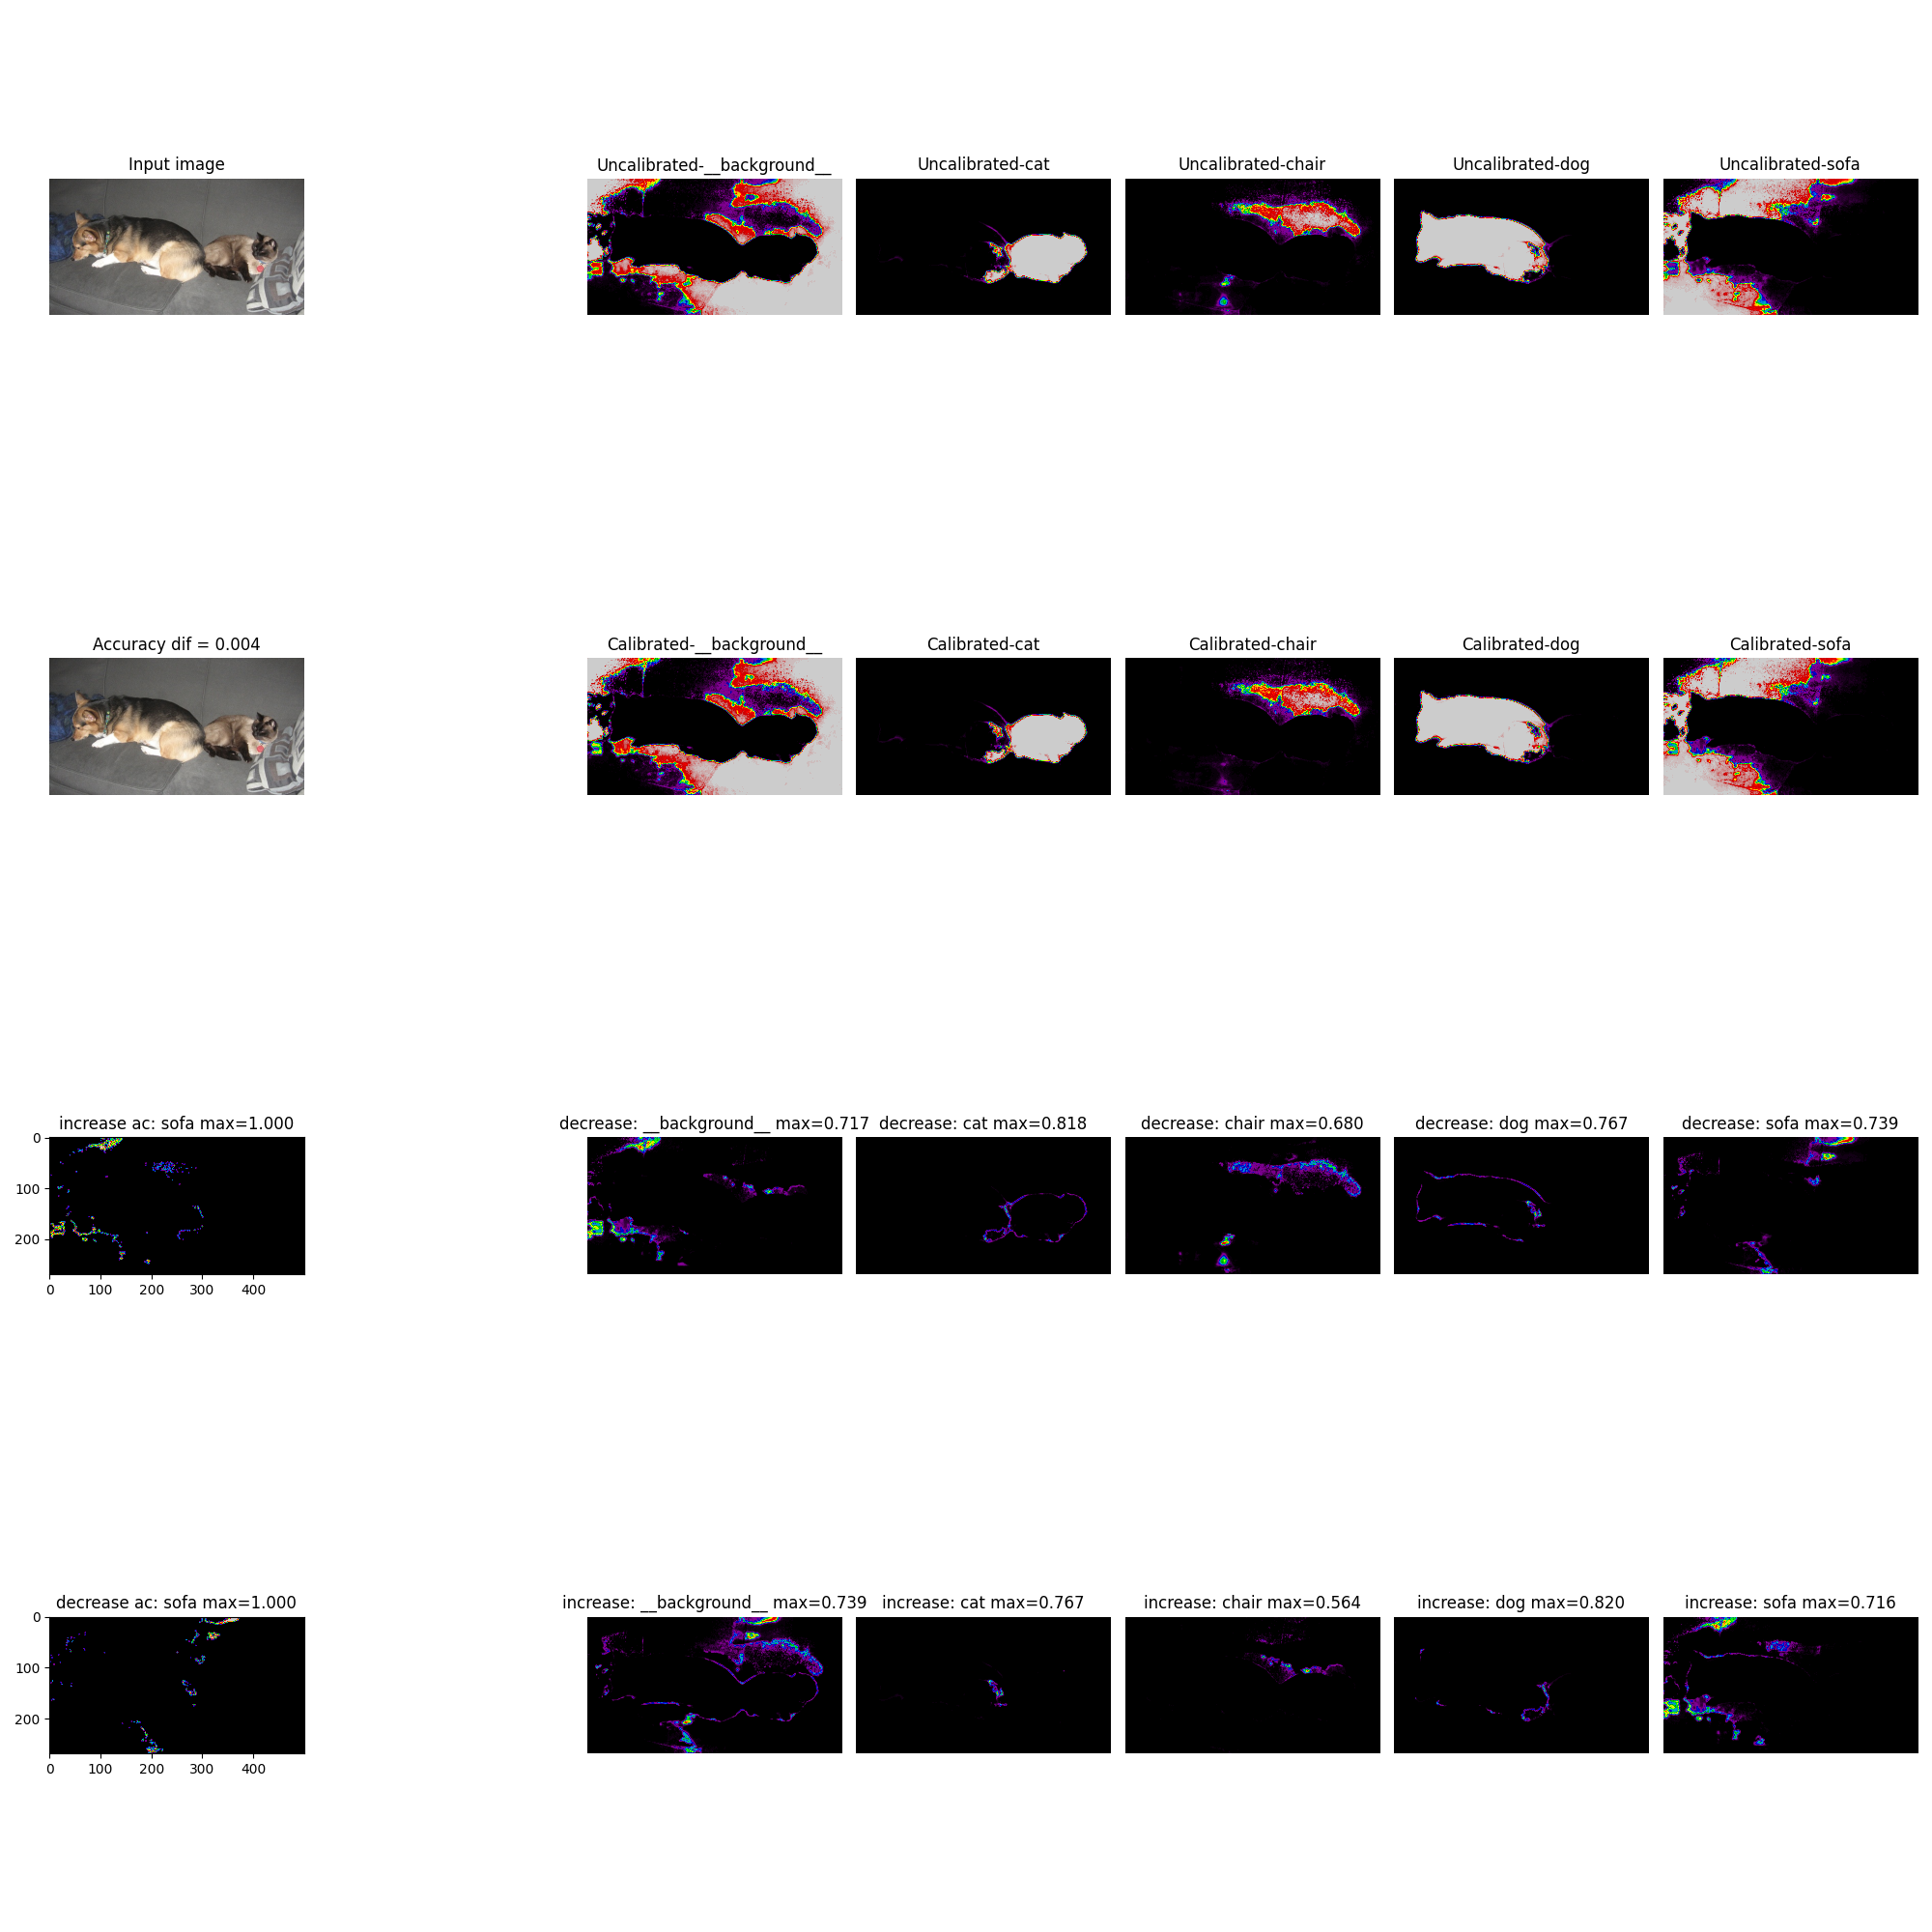 Input image
Uncalibrated-__background__
Uncalibrated-cat
Uncalibrated-chair
Uncalibrated-dog
Uncalibrated-sofa
Accuracy dif = 0.004
Calibrated-__background__
Calibrated-cat
Calibrated-chair
Calibrated-dog
Calibrated-sofa
increase ac: sofa max=1.000
decrease: __background__ max=0.717
decrease: cat max=0.818
decrease: chair max=0.680
decrease: dog max=0.767
decrease: sofa max=0.739
0
100
200
0 100 200 300 400
decrease ac: sofa max=1.000
increase: __background__ max=0.739
increase: cat max=0.767
increase: chair max=0.564
increase: dog max=0.820
increase: sofa max=0.716
0
100
200
0 100 200 300 400